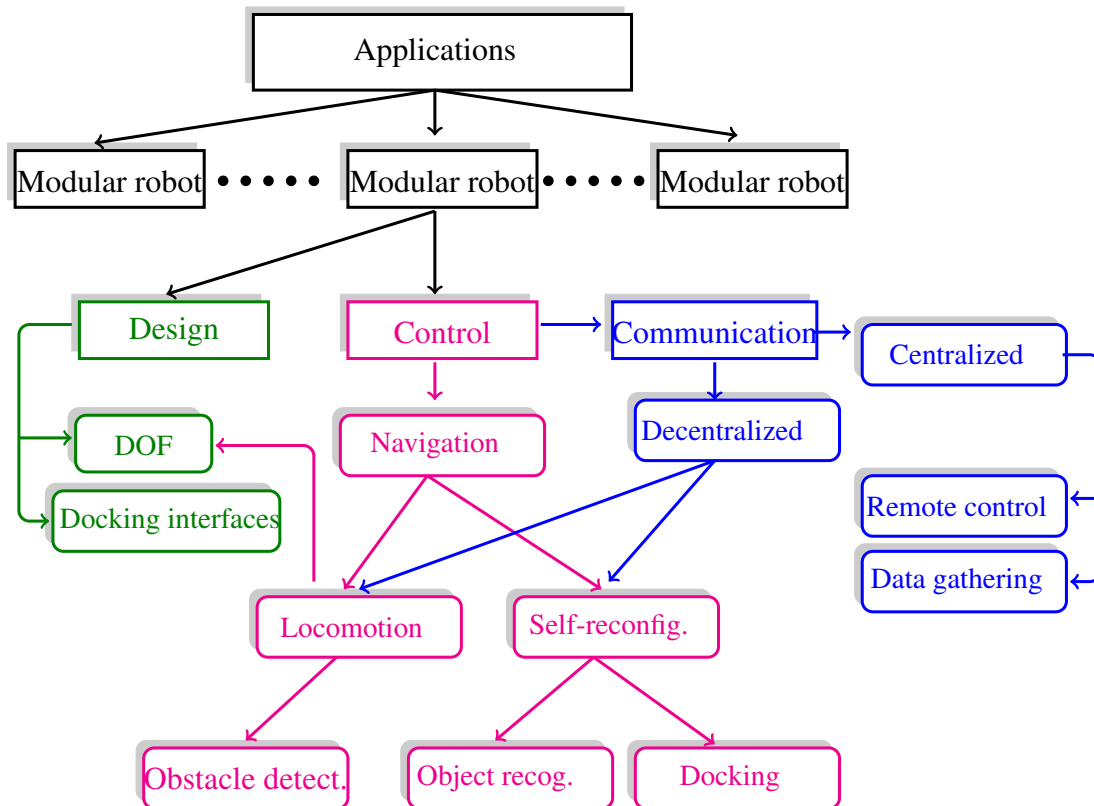 Applications
Modular robot
Modular robot
Modular robot
Design
Control
Communication
Centralized
DOF
Navigation
Decentralized
Docking interfaces
Remote control
Data gathering
Locomotion
Self-reconfig.
Obstacle detect.
Object recog.
Docking